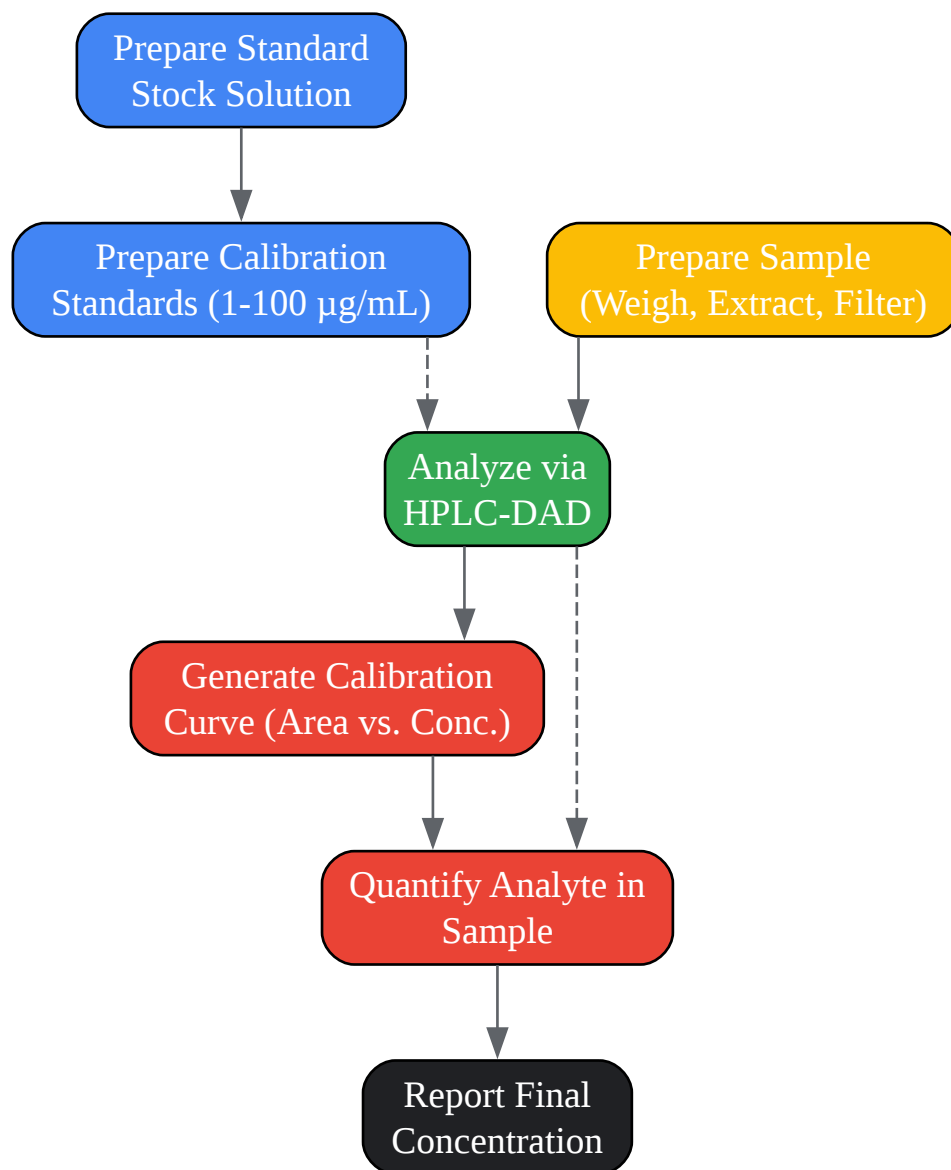 Prepare Standard
Stock Solution
Prepare Calibration
Standards (1-100 µg/mL)
Prepare Sample
(Weigh, Extract, Filter)
Analyze via
HPLC-DAD
Generate Calibration
Curve (Area vs. Conc.)
Quantify Analyte in
Sample
Report Final
Concentration